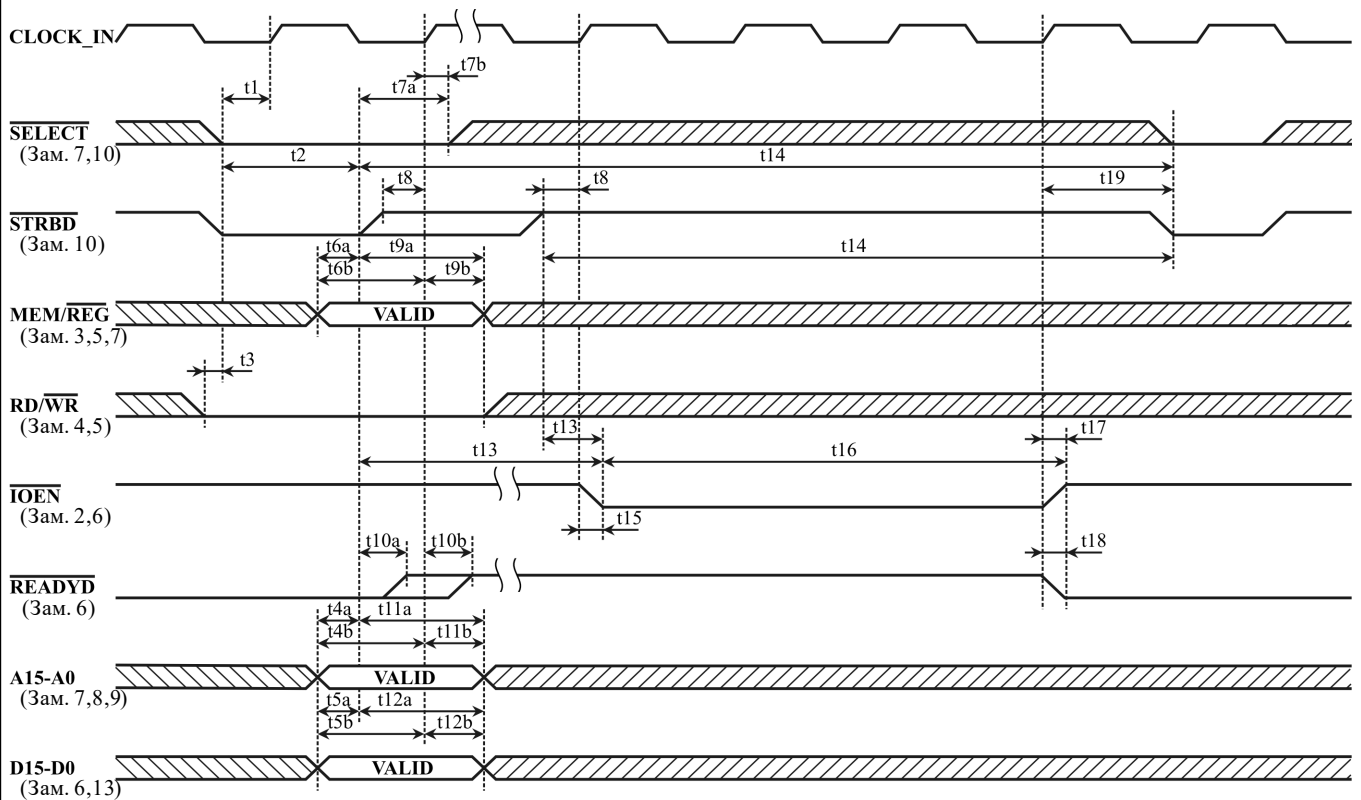 CLOCK_IN
t7b
t1
t7a
SELECT
(Зам. 7,10)
t2
t14
t8
t8
t19
STRBD
(Зам. 10)
t6a
t9a
t14
t6b
t9b
MEM/REG
VALID
(Зам. 3,5,7)
t3
RD/WR
(Зам. 4,5)
t13
t17
t13
t16
IOEN
(Зам. 2,6)
t15
t10a
t10b
t18
READYD
(Зам. 6)
t4a
t11a
t4b
t11b
A15-A0
VALID
(Зам. 7,8,9)
t5a
t12a
t5b
t12b
D15-D0
VALID
(Зам. 6,13)